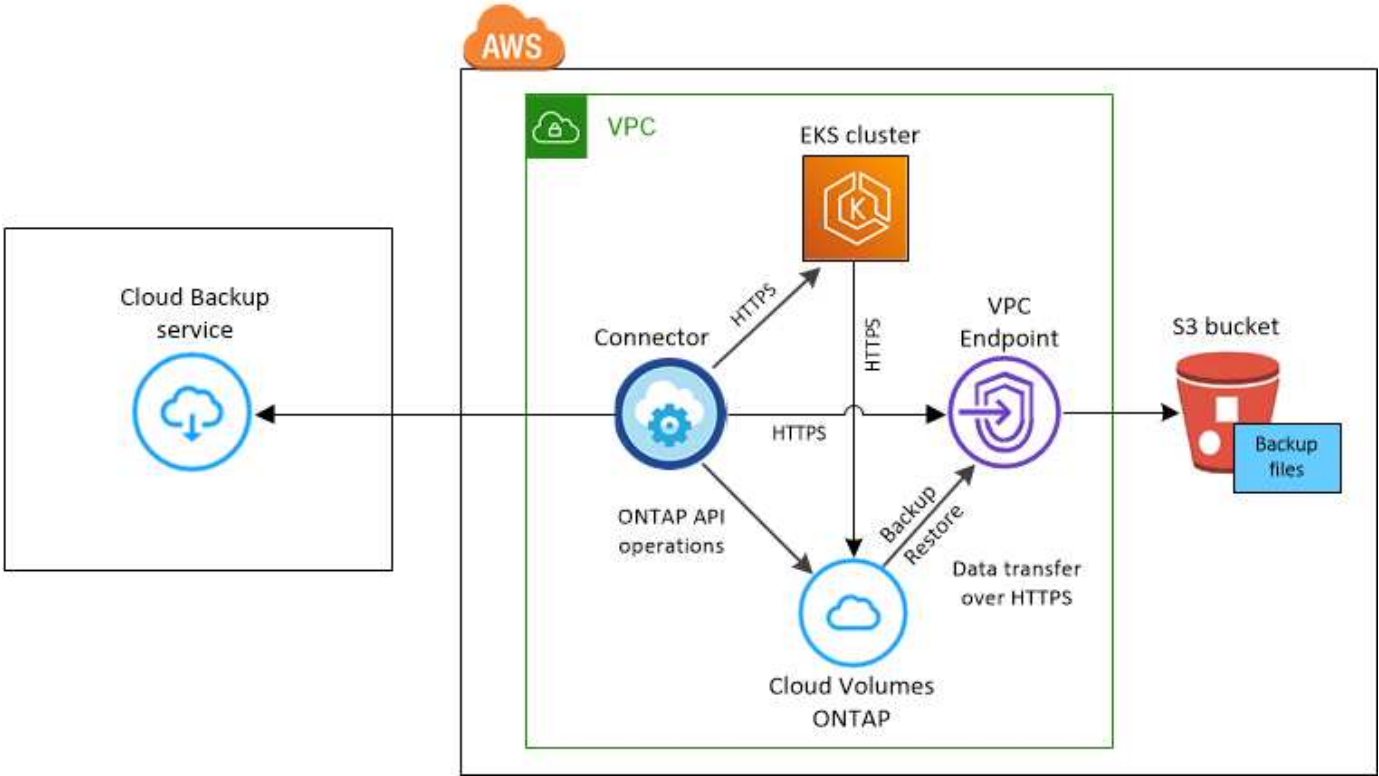 AWS
VPC
EKS cluster
K
HTTPS
HTTPS
Cloud Backup
service
Connector
VPC
Endpoint
S3 bucket
HTTPS
Backup
files
ONTAP API
operations
Backup
Restore
Data transfer
over HTTPS
Cloud Volumes
ONTAP